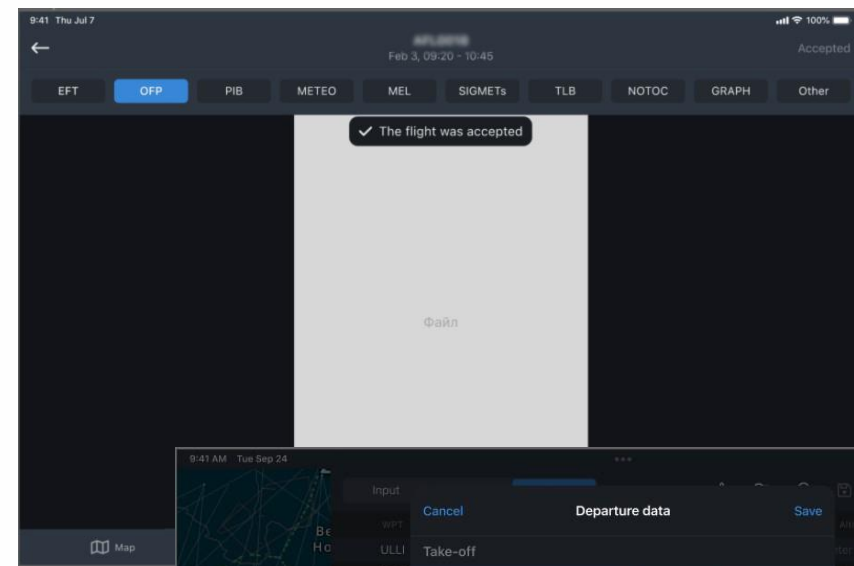 9:41 Thu Jul 7
100%
Feb 3, 09:20 - 10:45
Accepted
EFT OFP PIB METEO MEL SIGMETs TLB NOTOC GRAPH Other
The flight was accepted
Файл
9:41 AM Tue Sep 24
Input
Cancel Departure data Save
WPT
Be
Ho
ULLI
Take-off
Map